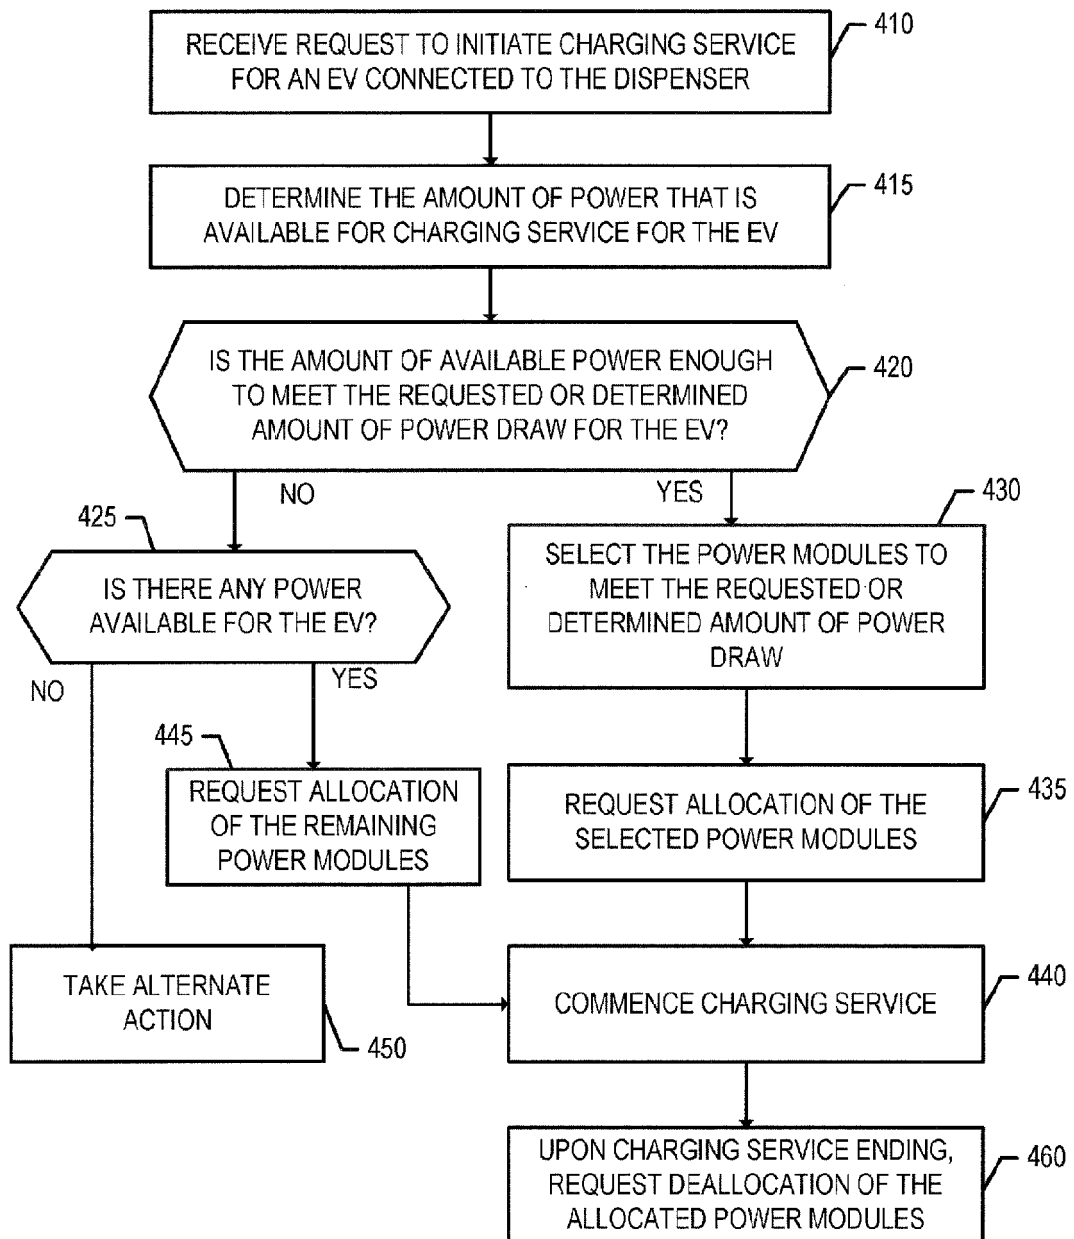 RECEIVE REQUEST TO INITIATE CHARGING SERVICE
FOR AN EV CONNECTED TO THE DISPENSER
410
DETERMINE THE AMOUNT OF POWER THAT IS
AVAILABLE FOR CHARGING SERVICE FOR THE EV
415
IS THE AMOUNT OF AVAILABLE POWER ENOUGH
TO MEET THE REQUESTED OR DETERMINED
AMOUNT OF POWER DRAW FOR THE EV?
420
NO
YES
425
IS THERE ANY POWER
AVAILABLE FOR THE EV?
430
SELECT THE POWER MODULES TO
MEET THE REQUESTED OR
DETERMINED AMOUNT OF POWER
DRAW
NO
YES
445
REQUEST ALLOCATION
OF THE REMAINING
POWER MODULES
REQUEST ALLOCATION OF THE
SELECTED POWER MODULES
435
TAKE ALTERNATE
ACTION
450
COMMENCE CHARGING SERVICE
440
UPON CHARGING SERVICE ENDING,
REQUEST DEALLOCATION OF THE
ALLOCATED POWER MODULES
460